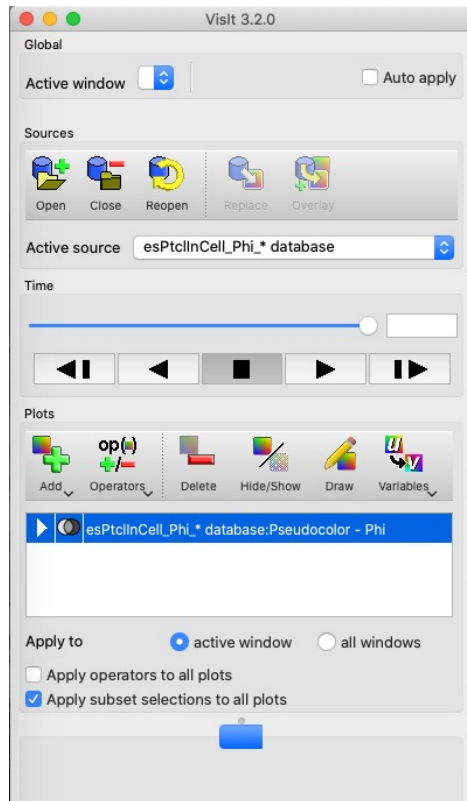 VisIt 3.2.0
Global
Active window
Auto apply
Sources
Open Close Reopen Replace Overlay
Active source esPtclInCell_Phi_* database
Time
Plots
op(·)
+/-
U
V
Add Operators Delete Hide/Show Draw Variables
esPtclInCell_Phi_* database:Pseudocolor - Phi
Apply to active window all windows
Apply operators to all plots
Apply subset selections to all plots